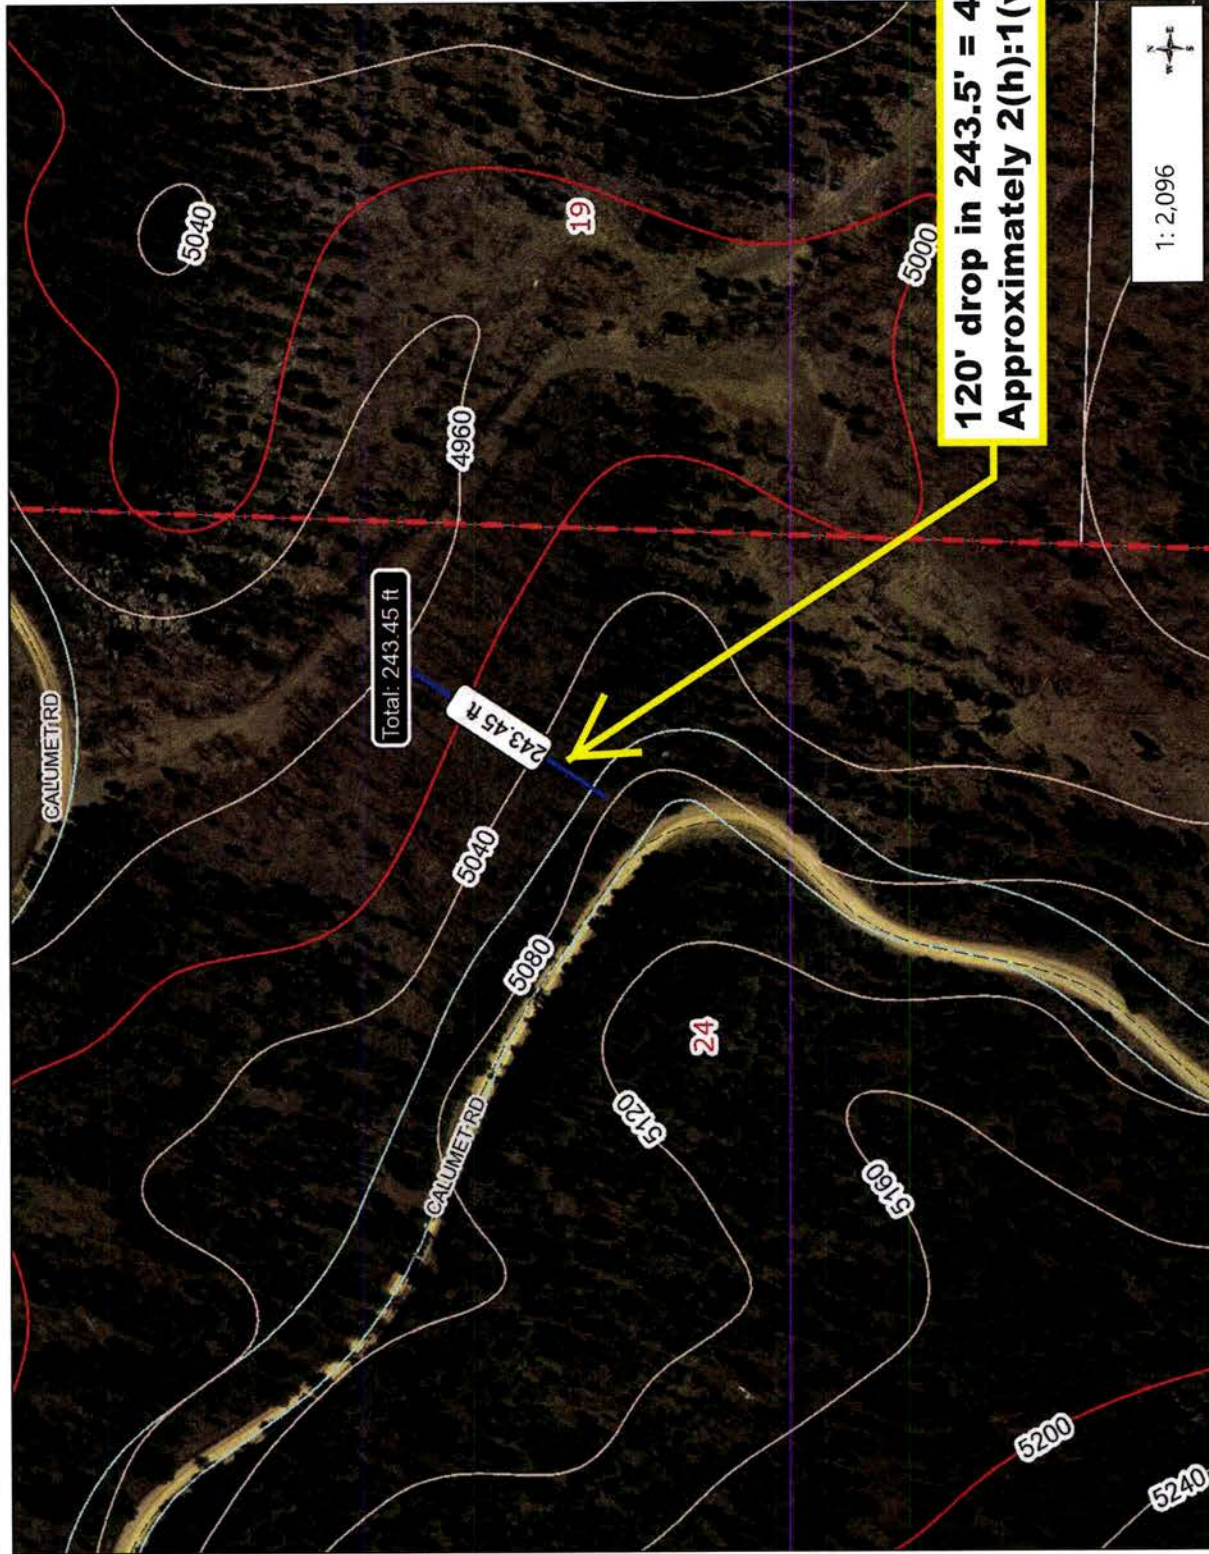 5040
19
CALUMET RD
4960
Total: 243.45 ft
243.45 ft
5000
120' drop in 243.5' = 4
Approximately 2(h):1(
5040
5080
24
CALUMET RD
5120
5160
5200
5240
1: 2,096
N
W
E
S